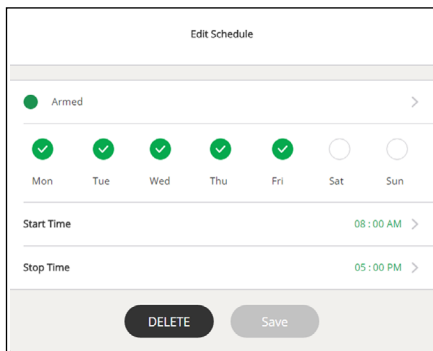 Edit Schedule
Armed
Mon Tue Wed Thu Fri Sat Sun
Start Time 08 : 00 AM
Stop Time 05 : 00 PM
DELETE Save